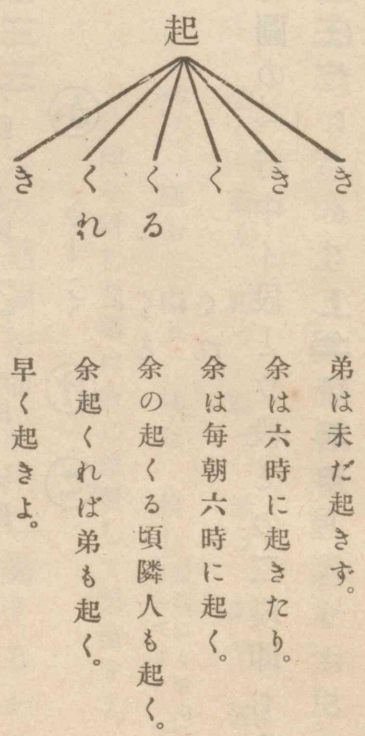 起
き
き
く
くる
くれ
き
弟は未だ起きず。
余は六時に起きたり。
余は毎朝六時に起く。
余の起くる頃隣人も起く。
余起くれば弟も起く。
早く起きよ。